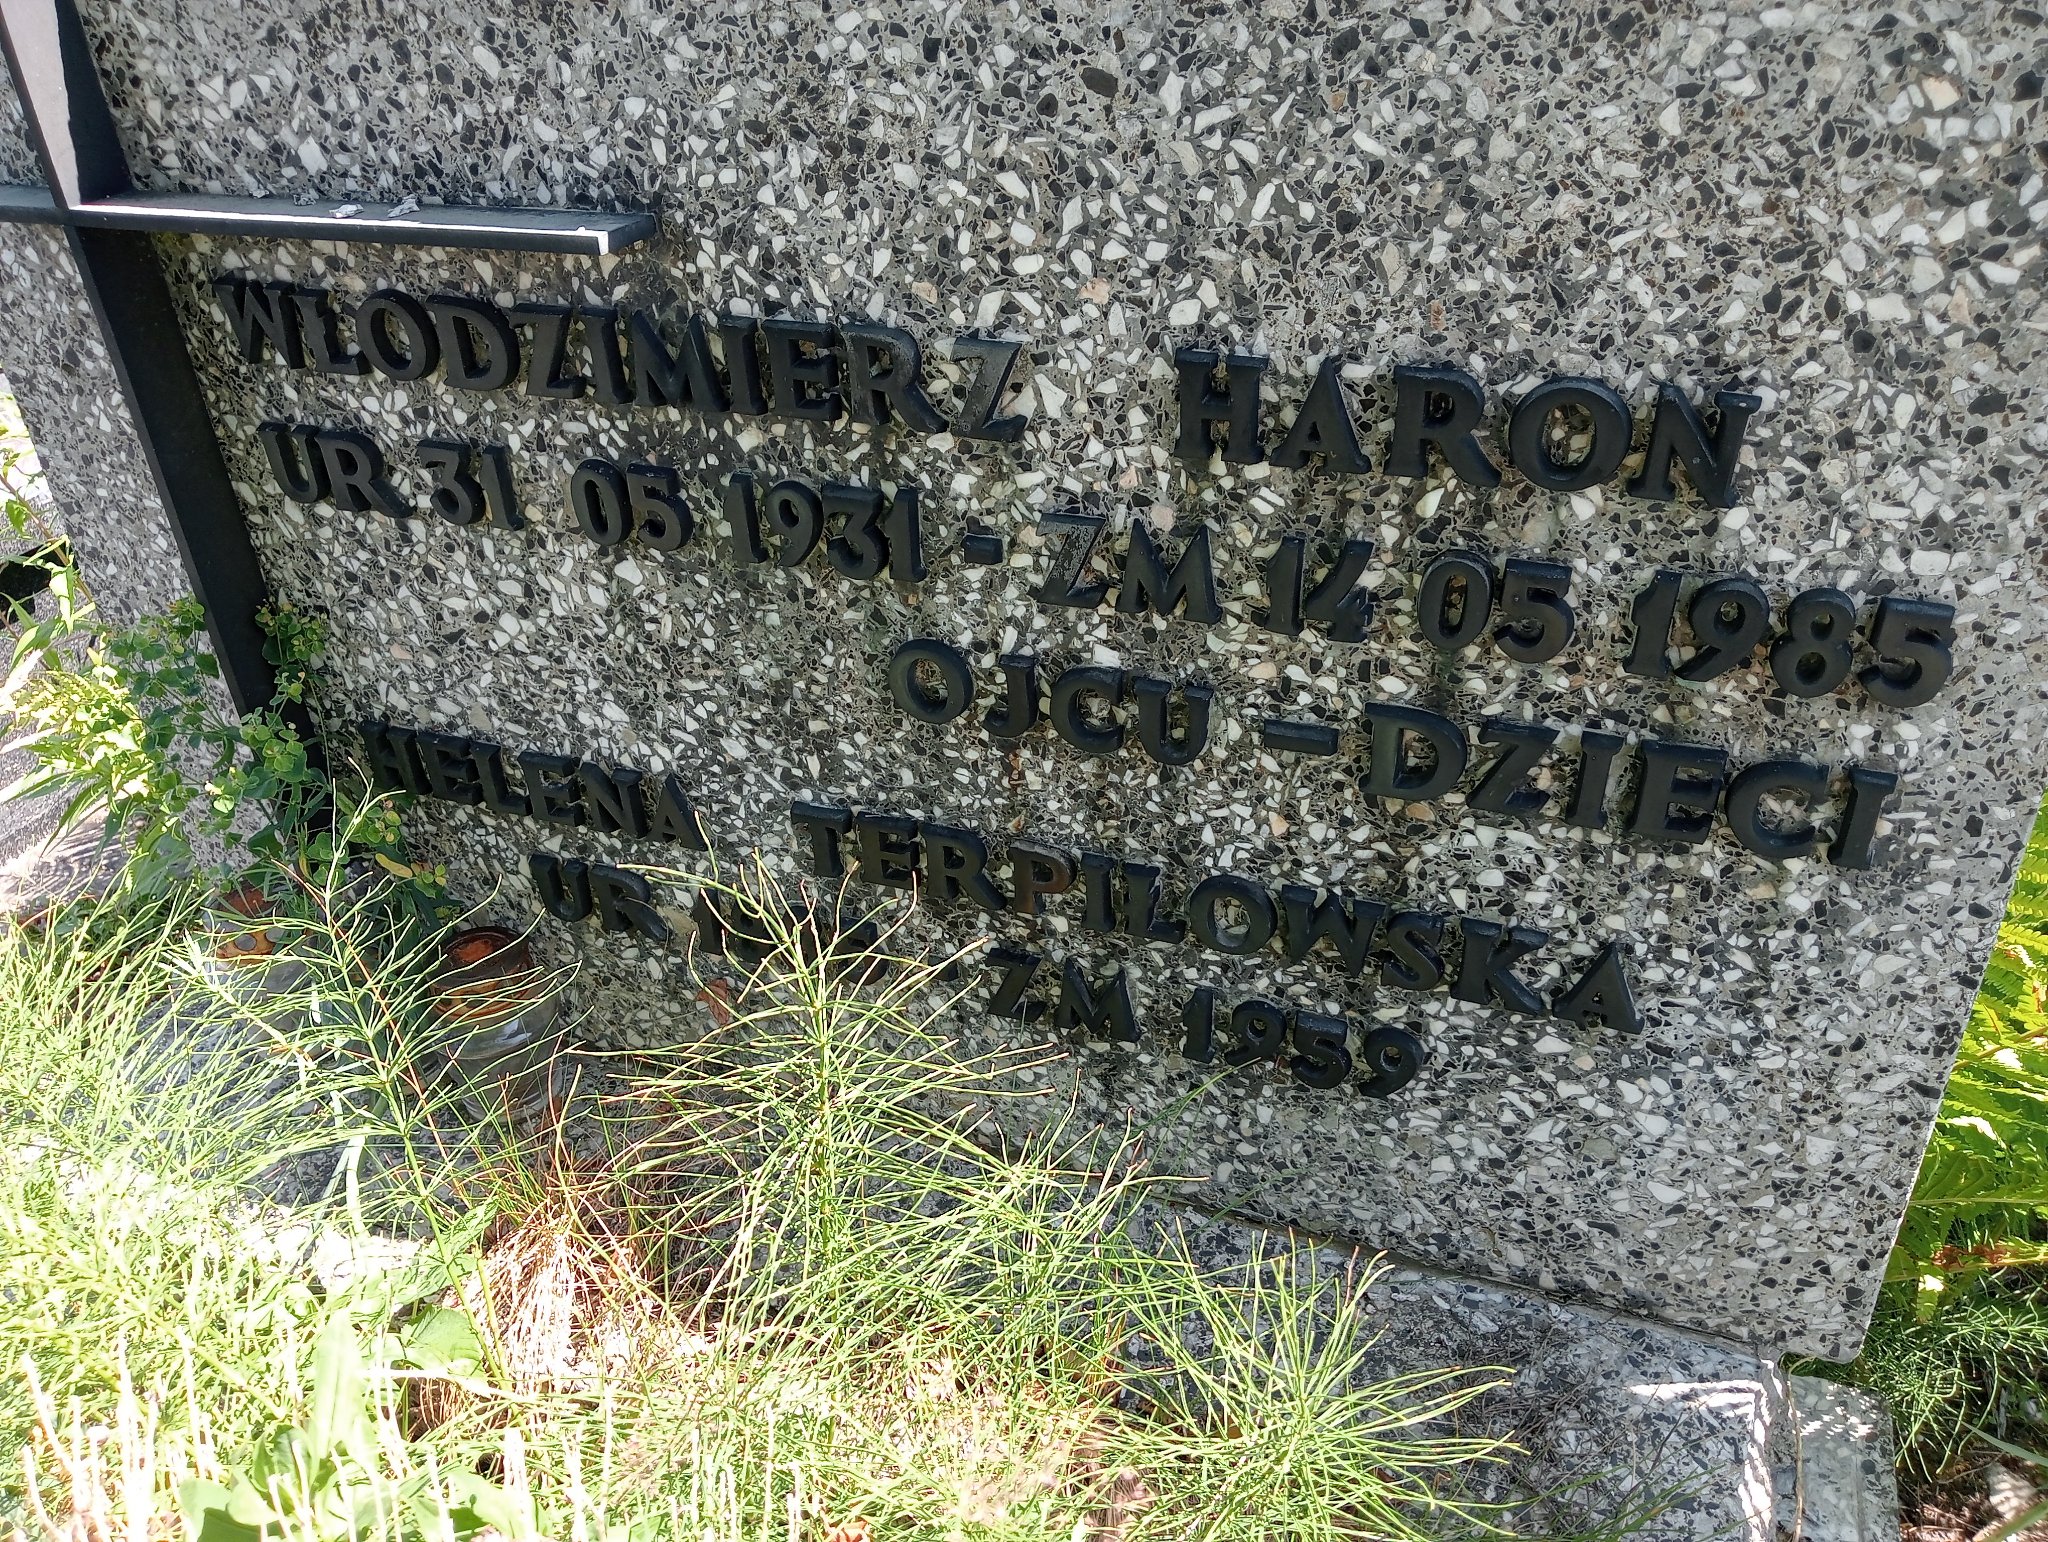 WŁODZIMIERZ HARON
UR 31 05 1931 - ZM 14 05 1985
OJCU - DZIECI
HELENA TERPIŁOWSKA
UR - ZM 1959